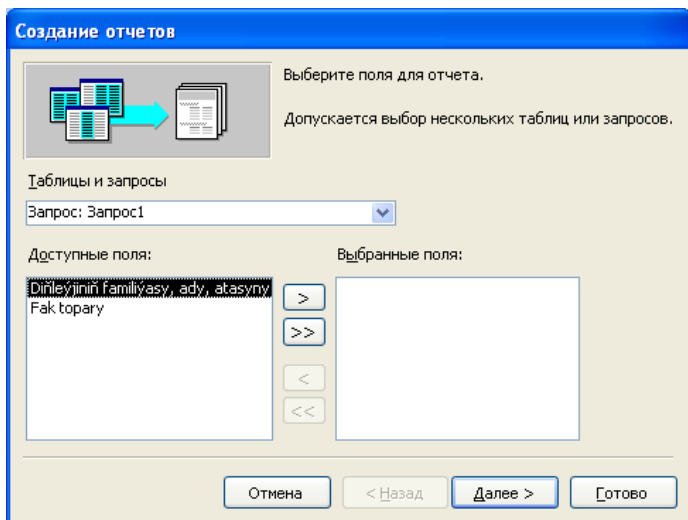 Создание отчетов
Выберите поля для отчета.
Допускается выбор нескольких таблиц или запросов.
Таблицы и запросы
Запрос: Запрос1
Доступные поля:
Выбранные поля:
Diňleýjiniň familiýasy, ady, atasyny
Fak topary
>
>>
<
<<
Отмена
< Назад
Далее >
Готово